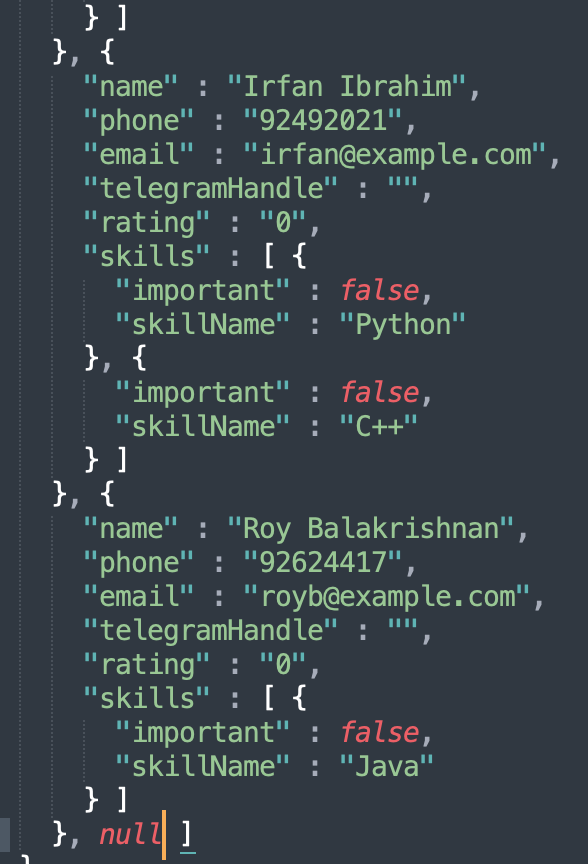 } ]
}, {
"name" : "Irfan Ibrahim",
"phone" : "92492021",
"email" : "irfan@example.com",
"telegramHandle" : "",
"rating" : "0",
"skills" : [ {
"important" : false,
"skillName" : "Python"
}, {
"important" : false,
"skillName" : "C++"
} ]
}, {
"name" : "Roy Balakrishnan",
"phone" : "92624417",
"email" : "royb@example.com",
"telegramHandle" : "",
"rating" : "0",
"skills" : [ {
"important" : false,
"skillName" : "Java"
} ]
}, null ]
}